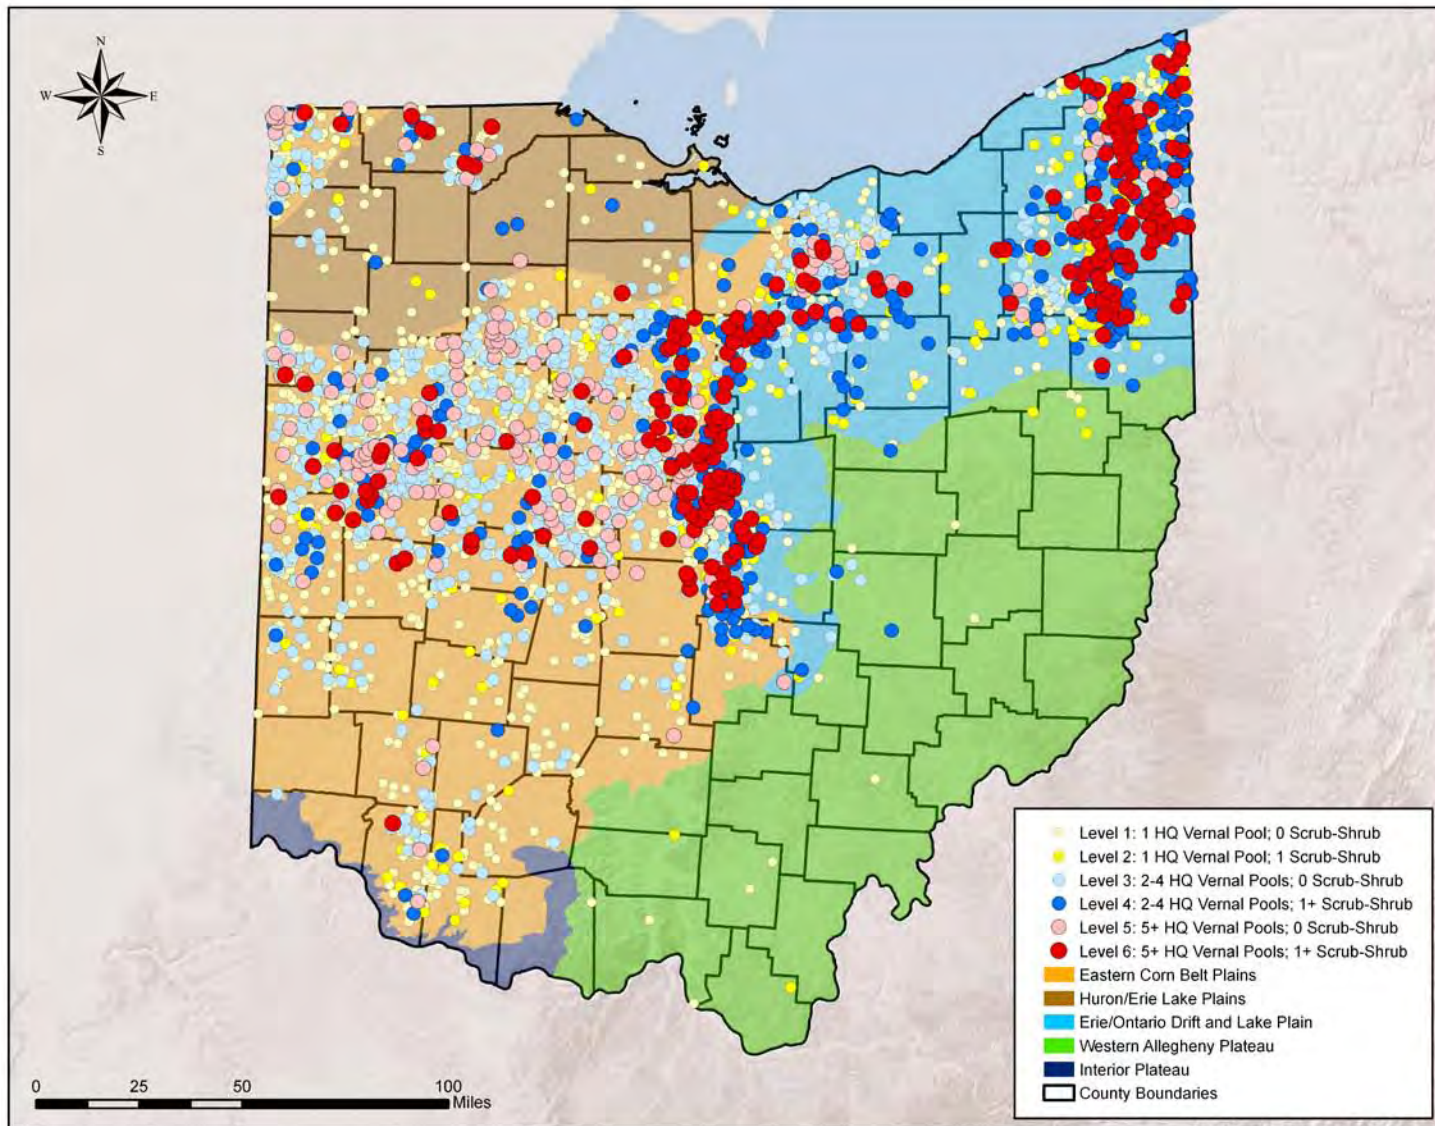 N
W
E
S
Level 1: 1 HQ Vernal Pool; 0 Scrub-Shrub
Level 2: 1 HQ Vernal Pool; 1 Scrub-Shrub
Level 3: 2-4 HQ Vernal Pools; 0 Scrub-Shrub
Level 4: 2-4 HQ Vernal Pools; 1+ Scrub-Shrub
Level 5: 5+ HQ Vernal Pools; 0 Scrub-Shrub
Level 6: 5+ HQ Vernal Pools; 1+ Scrub-Shrub
Eastern Corn Belt Plains
Huron/Erie Lake Plains
Erie/Ontario Drift and Lake Plain
Western Allegheny Plateau
Interior Plateau
County Boundaries
0 25 50 100
Miles